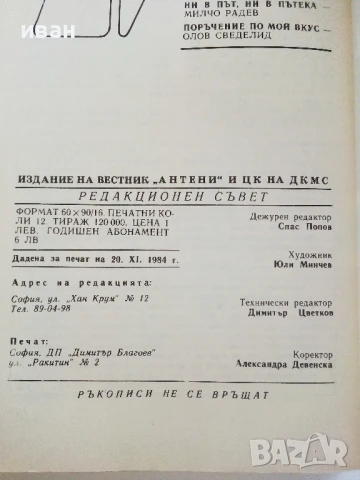 иван
НИ В ПЪТ, НИ В ПЪТЕКА —
МИЛЧО РАДЕВ
ПОРЪЧЕНИЕ ПО МОЙ ВКУС —
ОЛОВ СВЕДЕЛИД
ИЗДАНИЕ НА ВЕСТНИК „АНТЕНИ" И ЦК НА ДКМС
РЕДАКЦИОНЕН СЪВЕТ
ФОРМАТ 60×90/16. ПЕЧАТНИ КО-
ЛИ 12. ТИРАЖ 120 000. ЦЕНА 1
ЛЕВ. ГОДИШЕН АБОНАМЕНТ
6 ЛВ
Дадена за печат на 20. XI. 1984 г.
Адрес на редакцията:
София, ул. „Хан Крум" № 12
Тел. 89-04-98
Печат:
София, ДП „Димитър Благоев"
ул. „Ракитин" № 2
Дежурен редактор
Спас Попов
Художник
Юли Минчев
Технически редактор
Димитър Цветков
Коректор
Александра Девенска
РЪКОПИСИ НЕ СЕ ВРЪЩАТ
BAZAR.BG